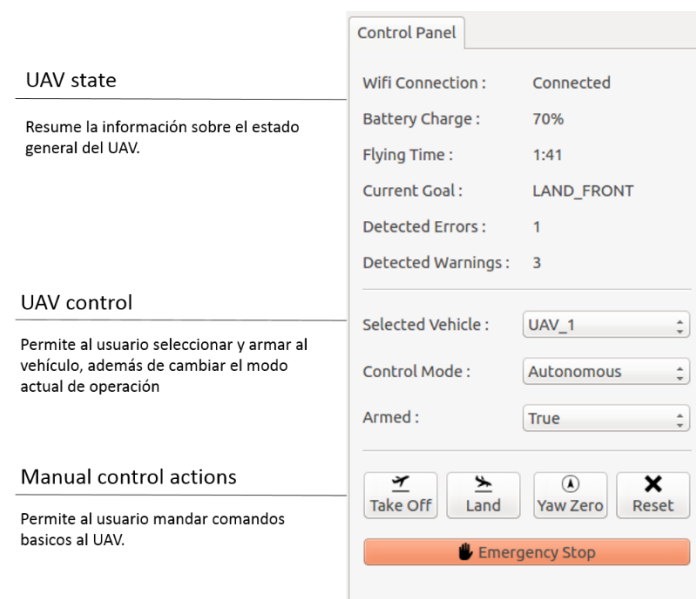 Control Panel
UAV state
Resume la información sobre el estado
general del UAV.
Wifi Connection : Connected
Battery Charge : 70%
Flying Time : 1:41
Current Goal : LAND_FRONT
Detected Errors : 1
Detected Warnings : 3
UAV control
Permite al usuario seleccionar y armar al
vehículo, además de cambiar el modo
actual de operación
Selected Vehicle : UAV_1
Control Mode : Autonomous
Armed : True
Manual control actions
Permite al usuario mandar comandos
basicos al UAV.
Take Off Land Yaw Zero Reset
Emergency Stop